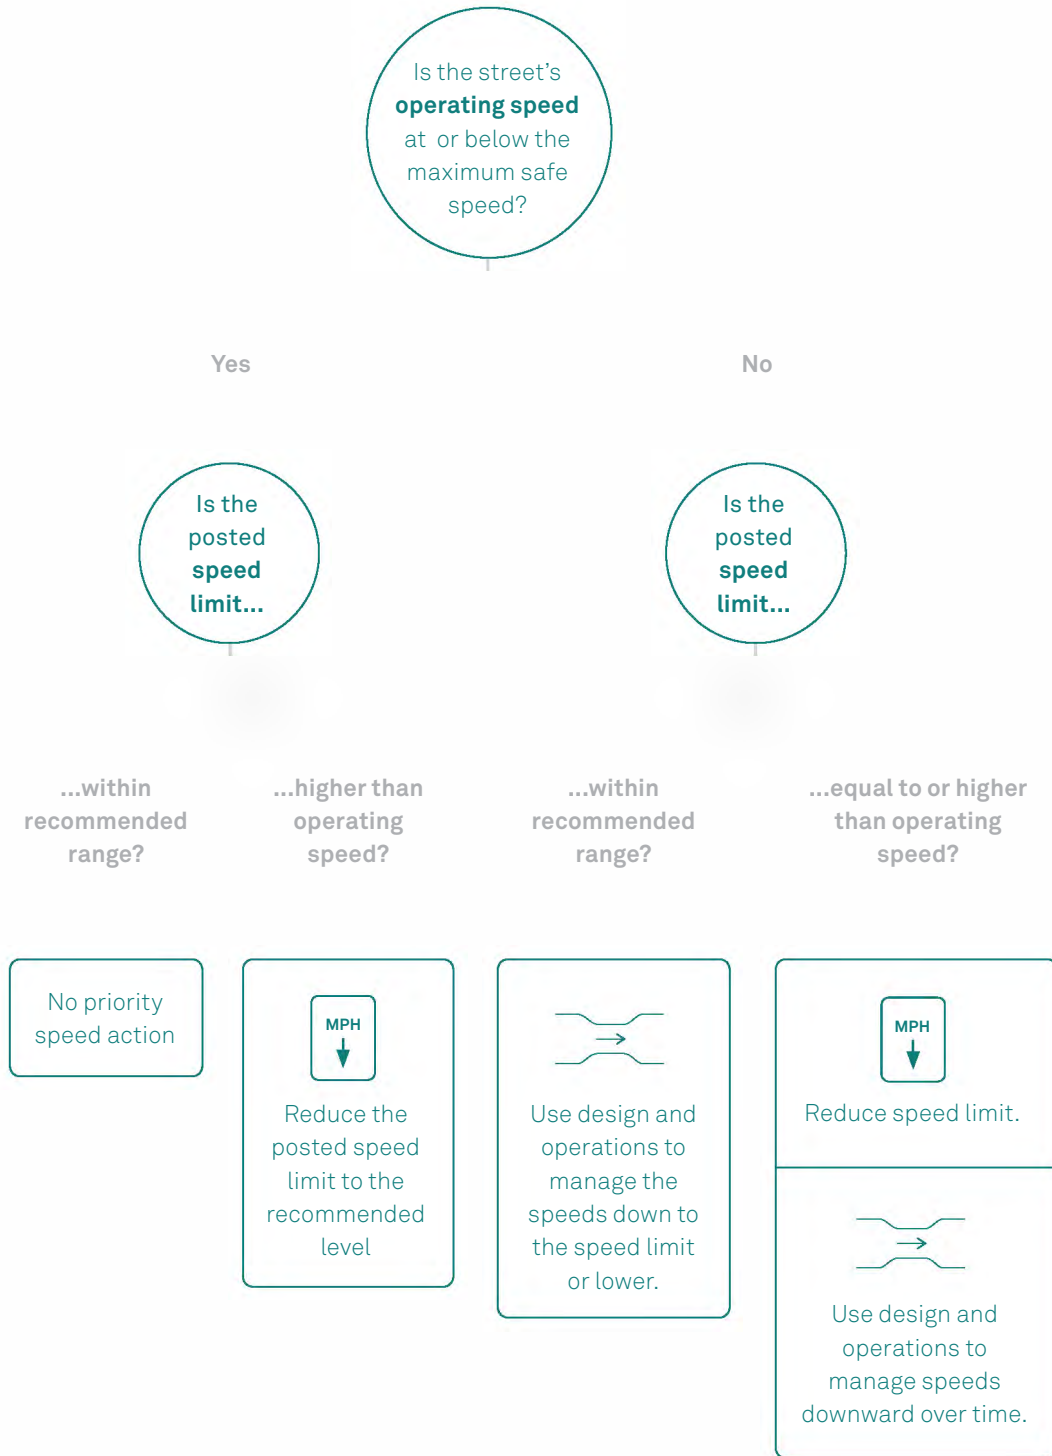 Is the street's
operating speed
at or below the
maximum safe
speed?
Yes
No
Is the
posted
speed
limit...
Is the
posted
speed
limit...
...within
recommended
range?
...higher than
operating
speed?
...within
recommended
range?
...equal to or higher
than operating
speed?
No priority
speed action
MPH
Reduce the
posted speed
limit to the
recommended
level
Use design and
operations to
manage the
speeds down to
the speed limit
or lower.
MPH
Reduce speed limit.
Use design and
operations to
manage speeds
downward over time.